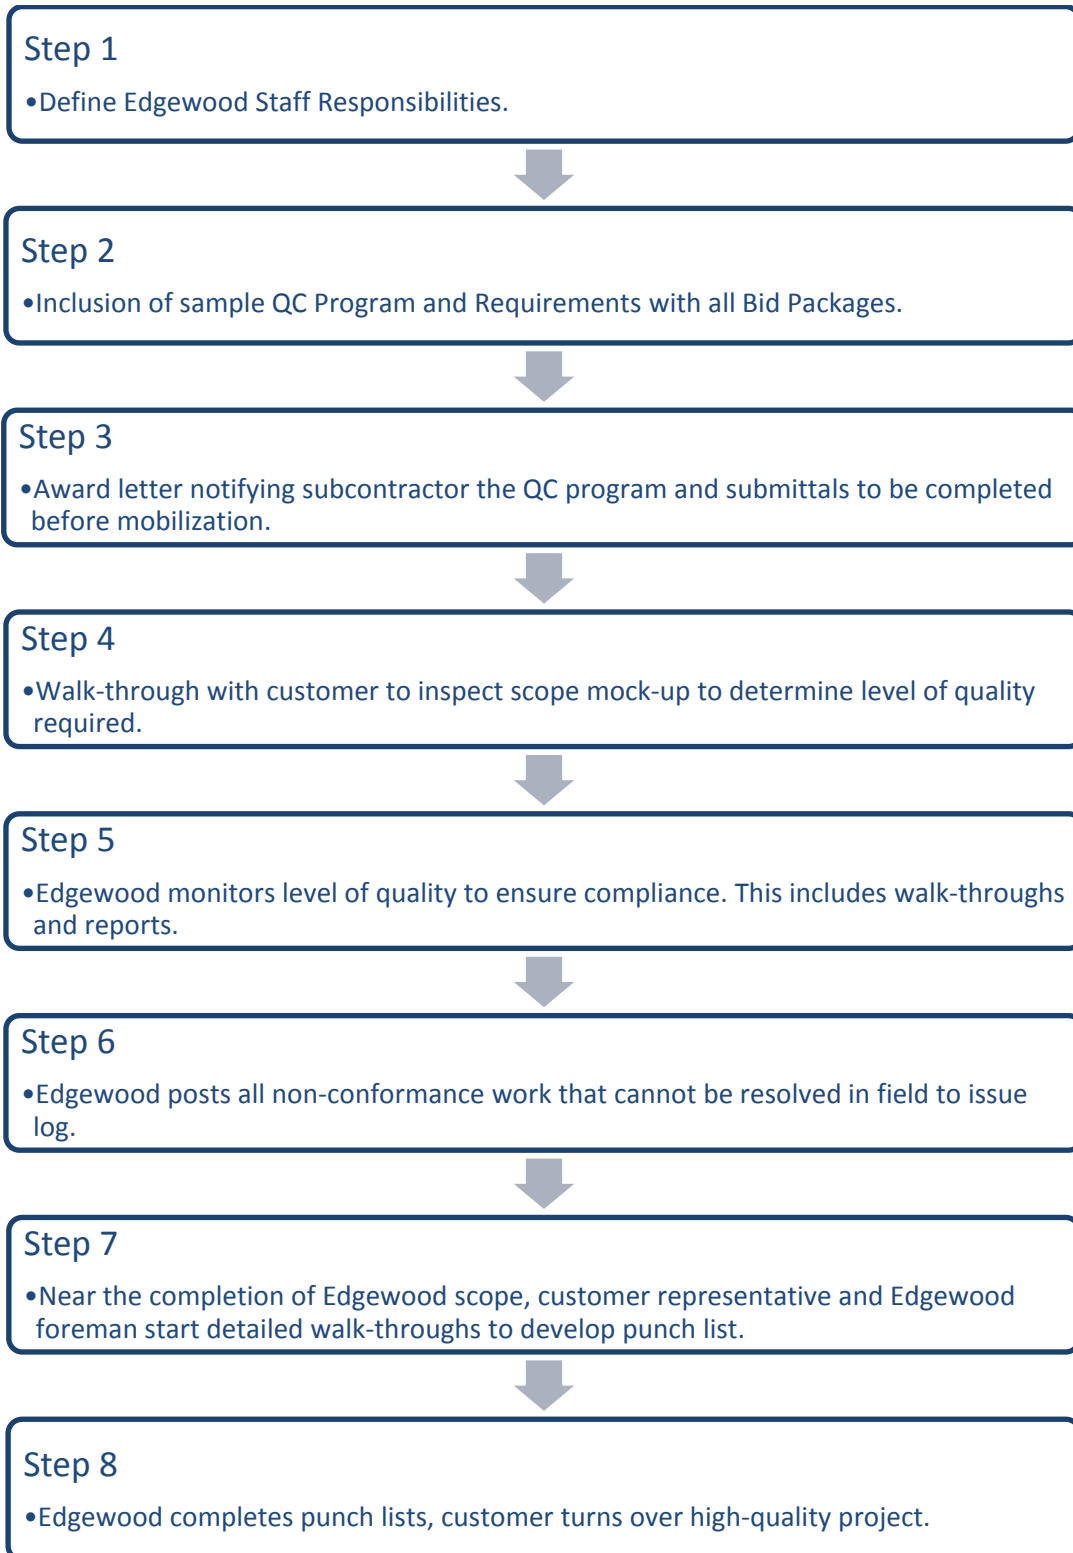 Step 1
•Define Edgewood Staff Responsibilities.
Step 2
•Inclusion of sample QC Program and Requirements with all Bid Packages.
Step 3
•Award letter notifying subcontractor the QC program and submittals to be completed
before mobilization.
Step 4
•Walk-through with customer to inspect scope mock-up to determine level of quality
required.
Step 5
•Edgewood monitors level of quality to ensure compliance. This includes walk-throughs
and reports.
Step 6
•Edgewood posts all non-conformance work that cannot be resolved in field to issue
log.
Step 7
•Near the completion of Edgewood scope, customer representative and Edgewood
foreman start detailed walk-throughs to develop punch list.
Step 8
•Edgewood completes punch lists, customer turns over high-quality project.